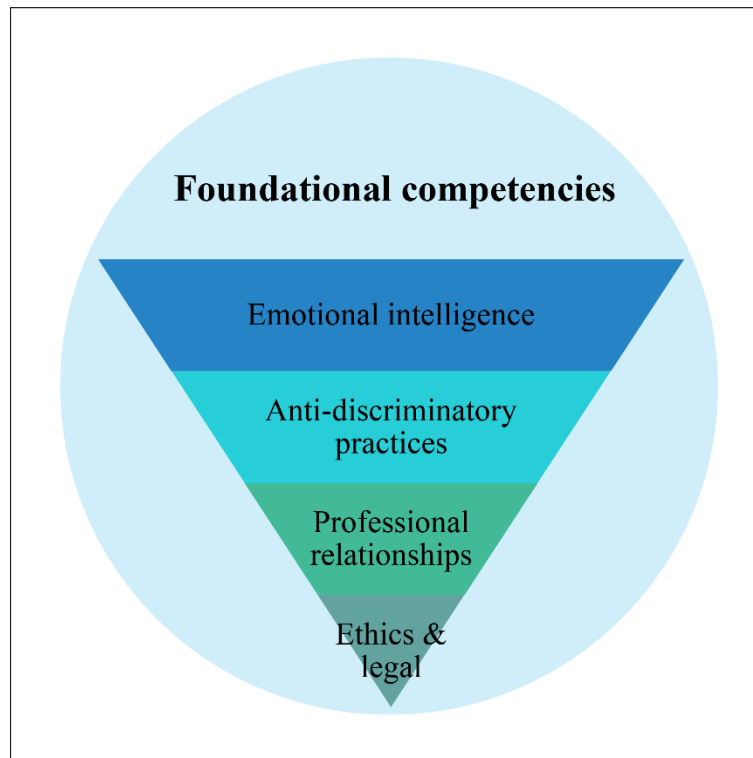 Foundational competencies
Emotional intelligence
Anti-discriminatory
practices
Professional
relationships
Ethics &
legal